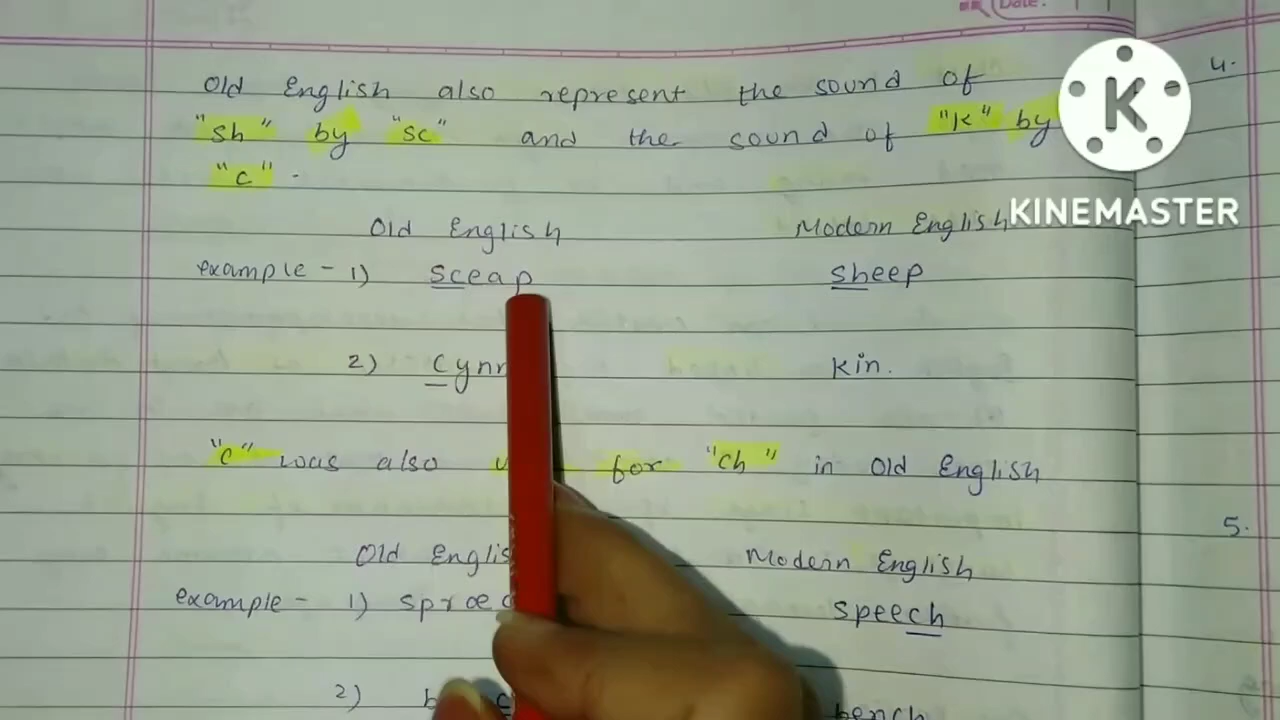 Date:
Old English also represent the sound of
"sh" by "sc" and the sound of "k" by
"c".
Old English Modern English
example - 1) sceap sheep
2) kin.
"c" was also for "ch" in Old English
Old Modern English
example - 1) speech
2) bench
4.
5.
K
KINEMASTER